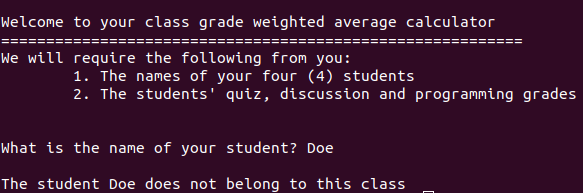 Welcome to your class grade weighted average calculator
==========================================================
We will require the following from you:
1. The names of your four (4) students
2. The students' quiz, discussion and programming grades
What is the name of your student? Doe
The student Doe does not belong to this class